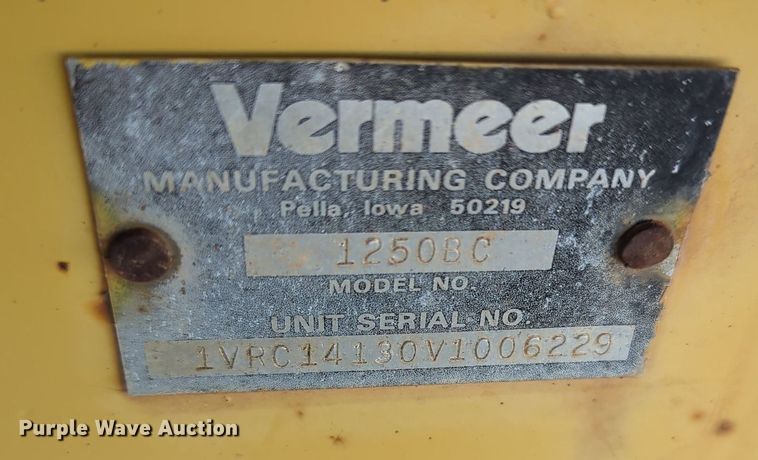 Vermeer
MANUFACTURING COMPANY
Pella, Iowa 50219
1250BC
MODEL NO.
UNIT SERIAL NO.
1VRC14130V1006229
Purple Wave Auction